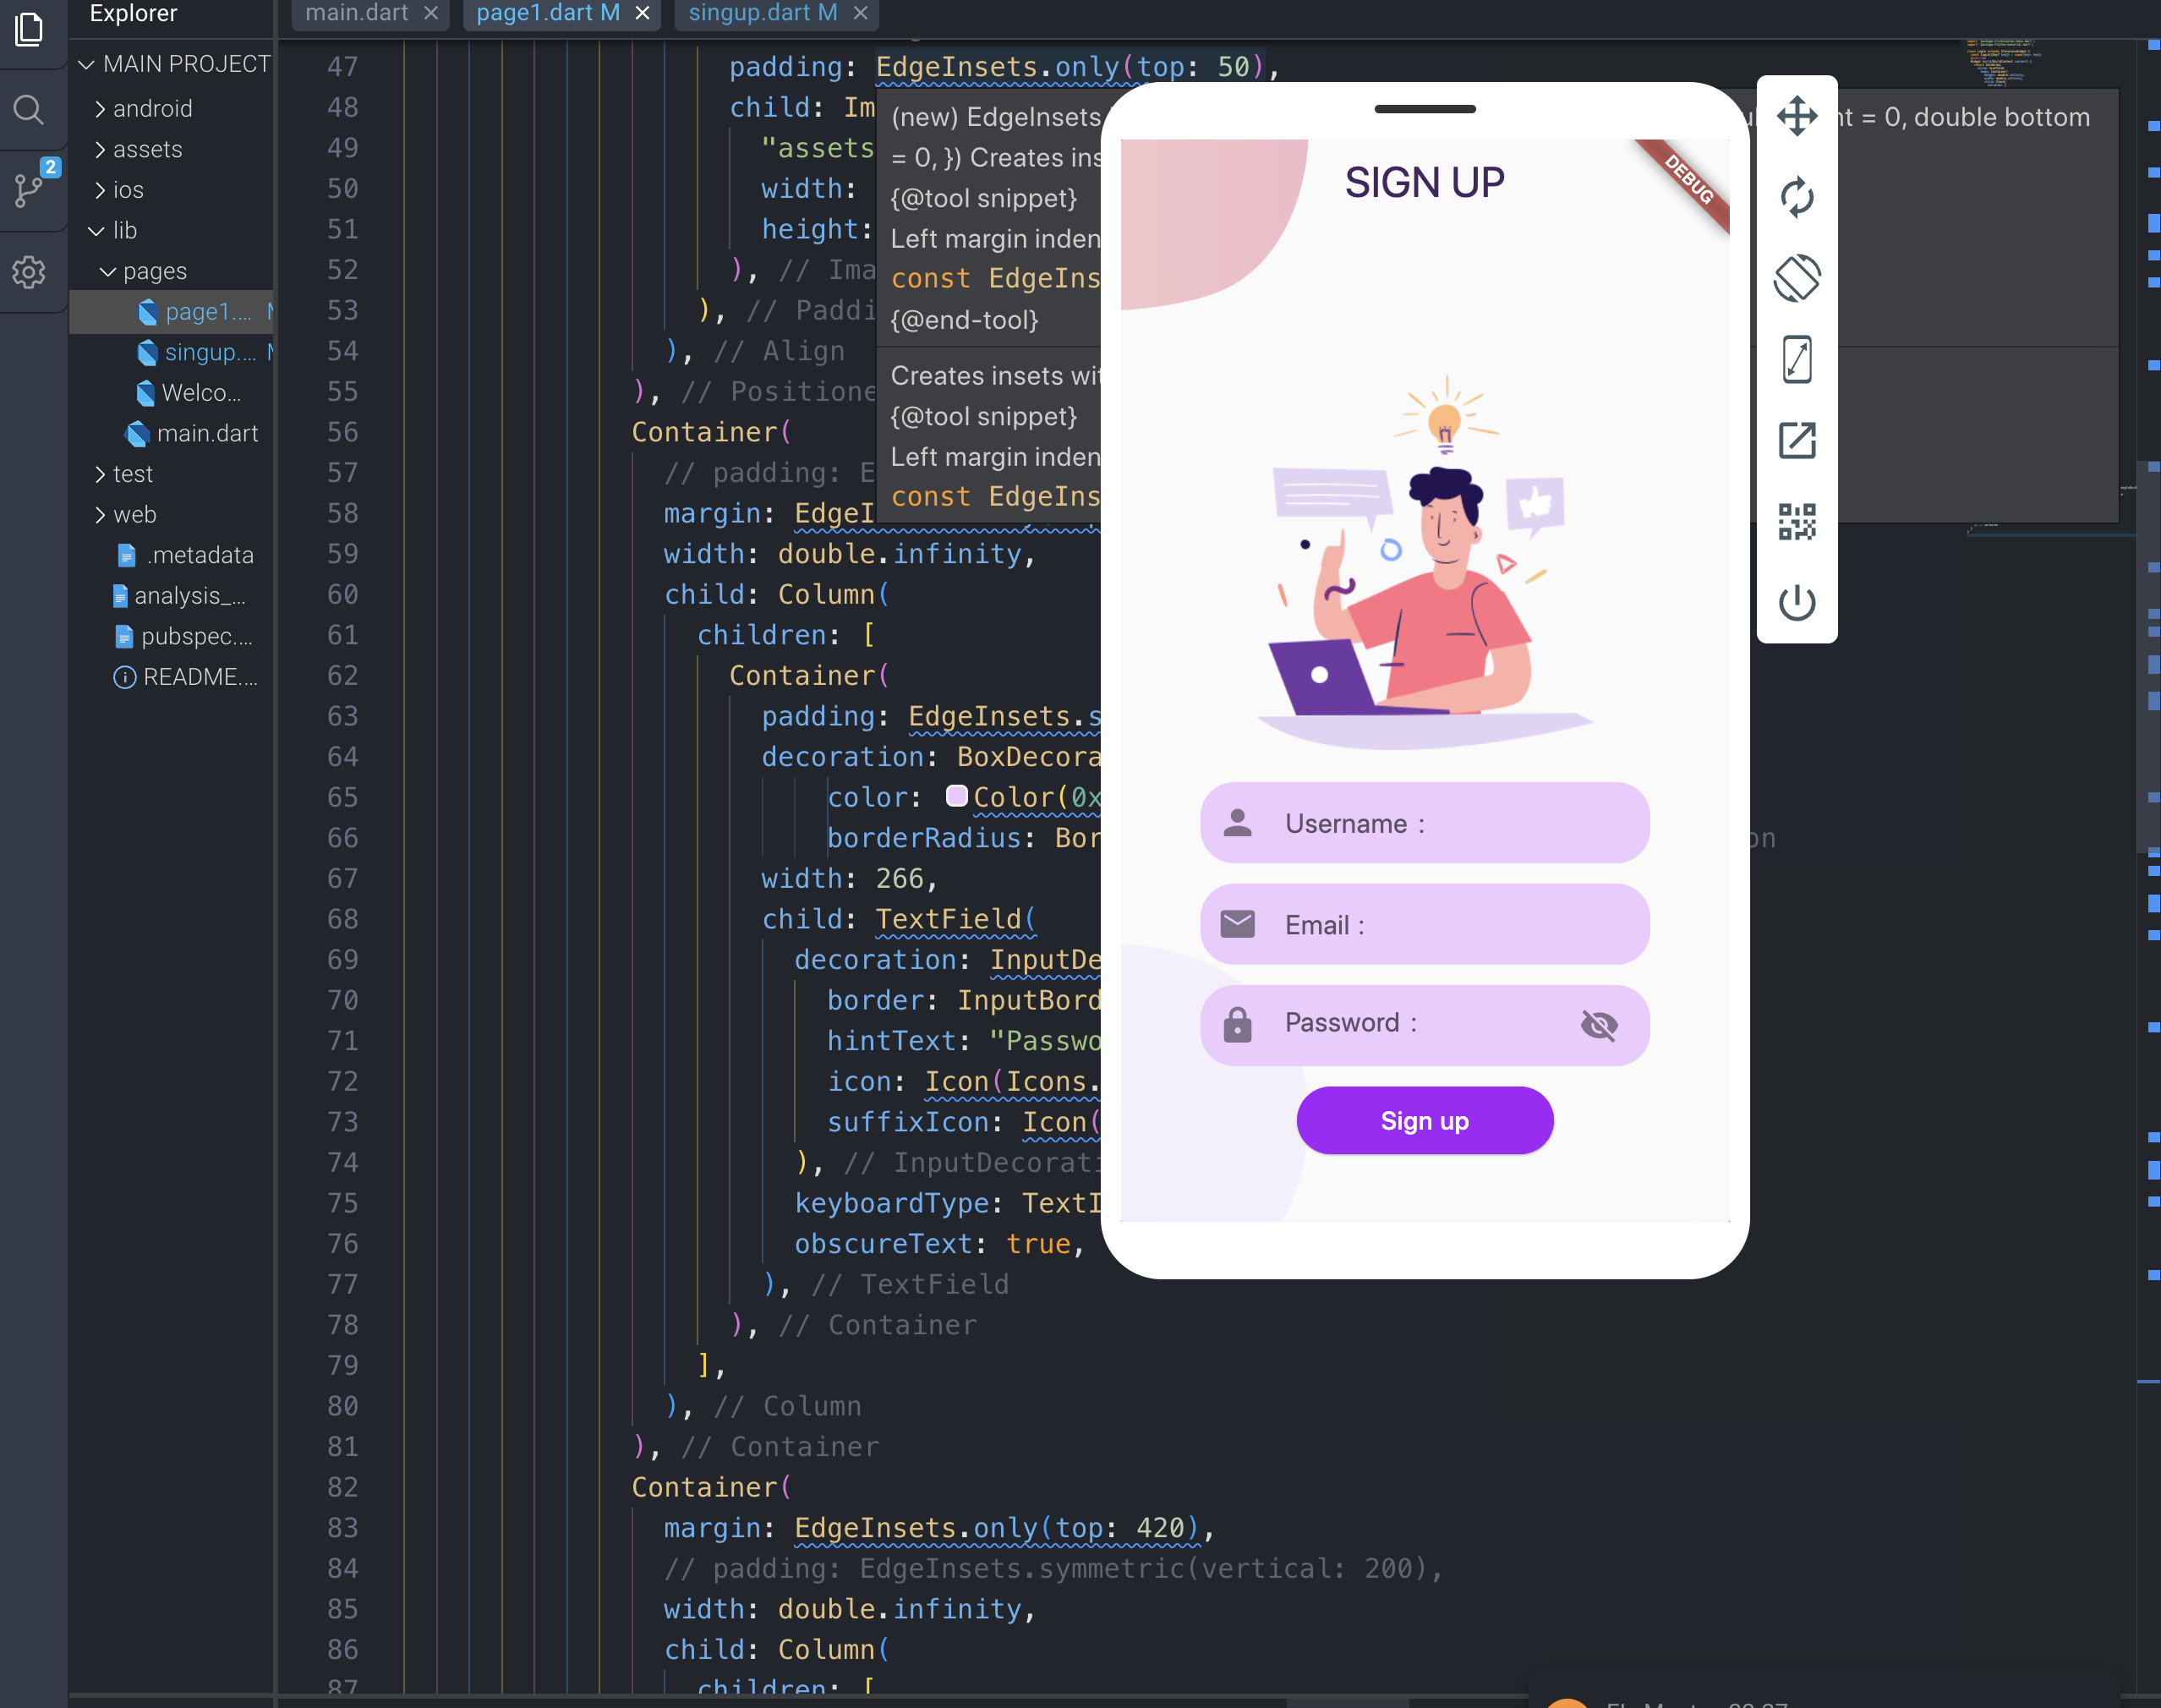 Explorer
main.dart
page1.dart M
singup.dart M
MAIN PROJECT
android
assets
ios
lib
pages
page1.... M
singup.... M
Welco...
main.dart
test
web
.metadata
analysis_...
pubspec....
README....
2
47 padding: EdgeInsets.only(top: 50),
48 child: Im
49 "assets
50 width:
51 height:
52 ), // Ima
53 ), // Paddi
54 ), // Align
55 ), // Positione
56 Container(
57 // padding: E
58 margin: EdgeI
59 width: double.infinity,
60 child: Column(
61 children: [
62 Container(
63 padding: EdgeInsets.s
64 decoration: BoxDecora
65 color: Color(0x
66 borderRadius: Bor
67 width: 266,
68 child: TextField(
69 decoration: InputDe
70 border: InputBord
71 hintText: "Passwo
72 icon: Icon(Icons.
73 suffixIcon: Icon(
74 ), // InputDecorati
75 keyboardType: TextI
76 obscureText: true,
77 ), // TextField
78 ), // Container
79 ],
80 ), // Column
81 ), // Container
82 Container(
83 margin: EdgeInsets.only(top: 420),
84 // padding: EdgeInsets.symmetric(vertical: 200),
85 width: double.infinity,
86 child: Column(
87 children: [
(new) EdgeInsets
nt = 0, double bottom
= 0, }) Creates ins
{@tool snippet}
Left margin inden
const EdgeIns
{@end-tool}
Creates insets wit
{@tool snippet}
Left margin inden
const EdgeIns
on
SIGN UP
DEBUG
Username :
Email :
Password :
Sign up